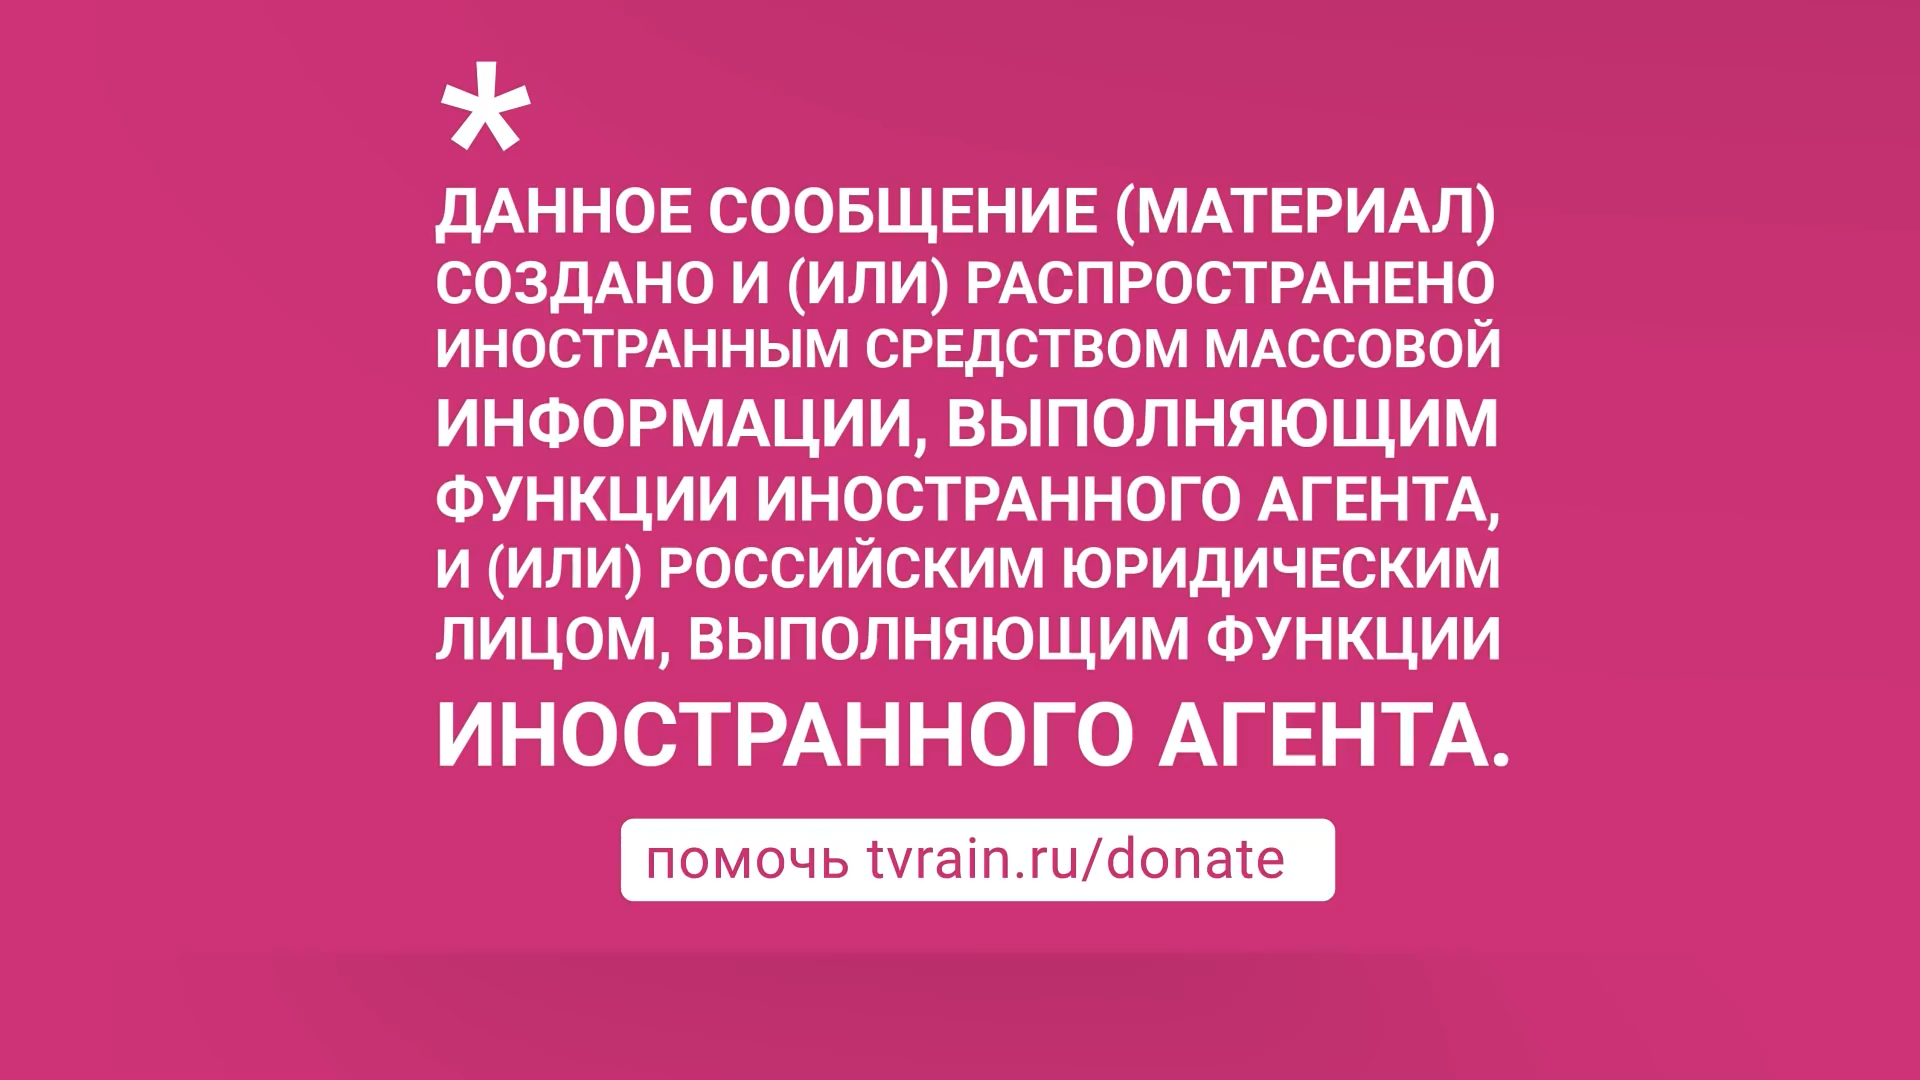 *
ДАННОЕ СООБЩЕНИЕ (МАТЕРИАЛ)
СОЗДАНО И (ИЛИ) РАСПРОСТРАНЕНО
ИНОСТРАННЫМ СРЕДСТВОМ МАССОВОЙ
ИНФОРМАЦИИ, ВЫПОЛНЯЮЩИМ
ФУНКЦИИ ИНОСТРАННОГО АГЕНТА,
И (ИЛИ) РОССИЙСКИМ ЮРИДИЧЕСКИМ
ЛИЦОМ, ВЫПОЛНЯЮЩИМ ФУНКЦИИ
ИНОСТРАННОГО АГЕНТА.
помочь tvrain.ru/donate